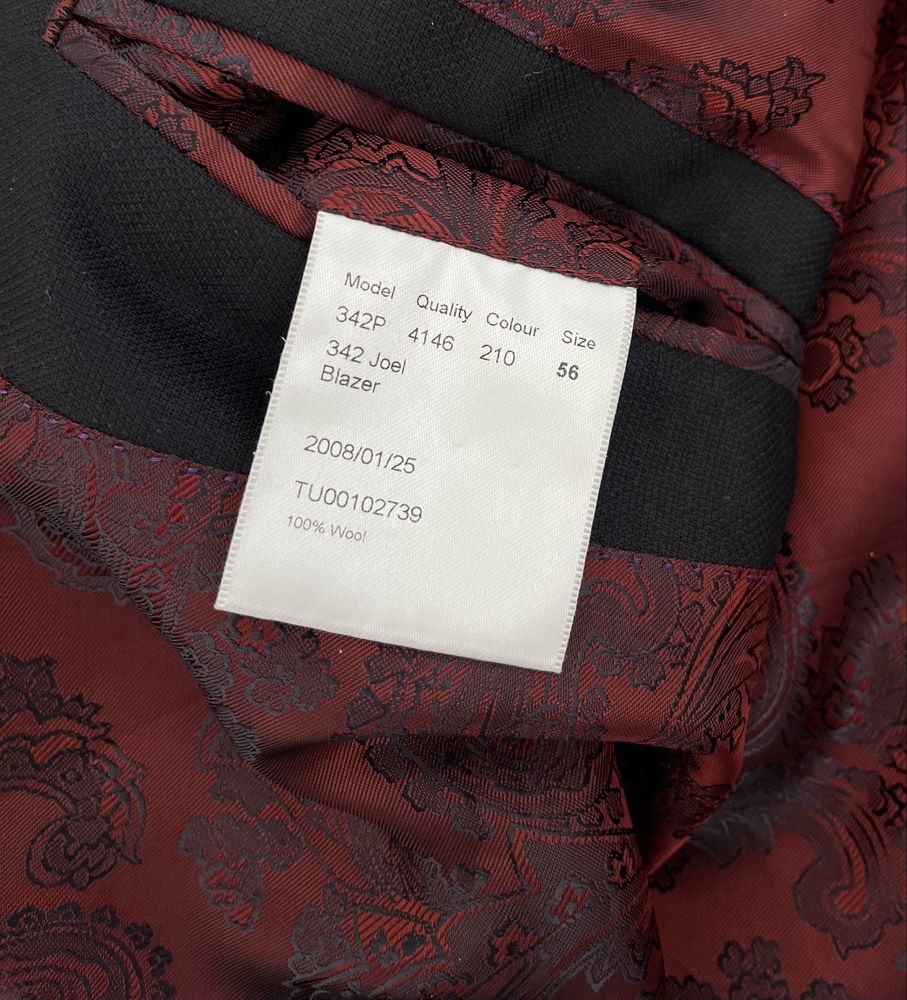 Model Quality Colour Size
342P 4146 210 56
342 Joel
Blazer
2008/01/25
TU00102739
100% Wool